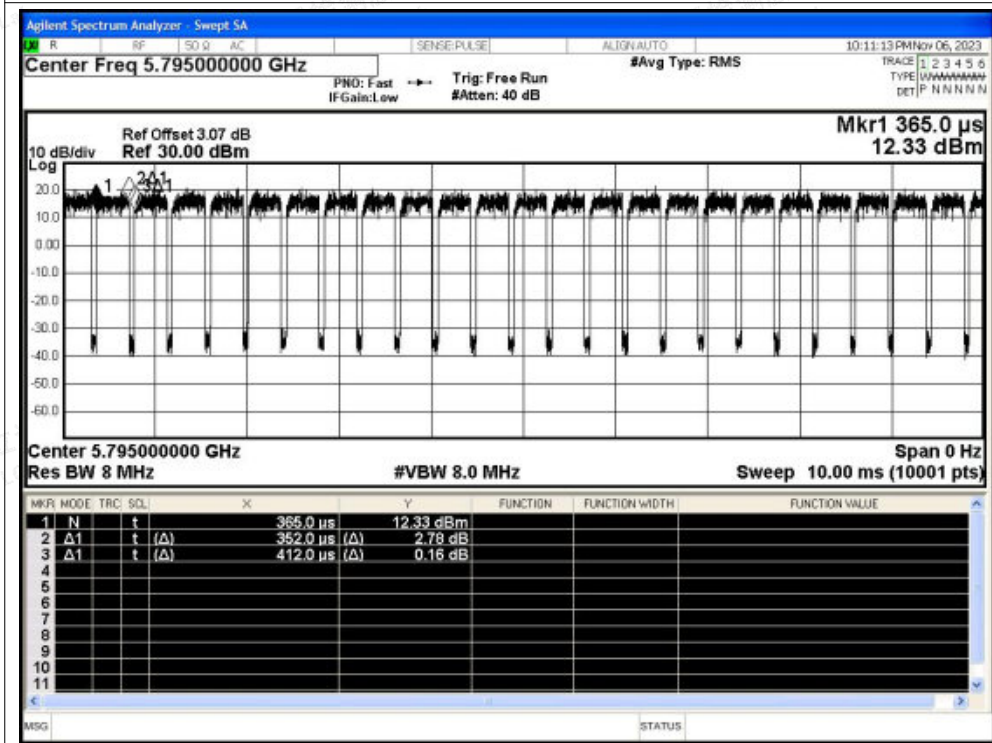 Agilent Spectrum Analyzer - Swept SA
LXI R RF 50 Ω AC SENSE:PULSE ALIGN AUTO 10:11:13 PM Nov 06, 2023
Center Freq 5.795000000 GHz #Avg Type: RMS TRACE 1 2 3 4 5 6
PNO: Fast Trig: Free Run TYPE WWWWWW
IFGain:Low #Atten: 40 dB DET P N N N N N
Mkr1 365.0 µs
12.33 dBm
Ref Offset 3.07 dB
10 dB/div Ref 30.00 dBm
Log
20.0
10.0
0.00
-10.0
-20.0
-30.0
-40.0
-50.0
-60.0
1
Center 5.795000000 GHz Span 0 Hz
Res BW 8 MHz #VBW 8.0 MHz Sweep 10.00 ms (10001 pts)
MKR MODE TRC SCL X Y FUNCTION FUNCTION WIDTH FUNCTION VALUE
1 N t 365.0 µs 12.33 dBm
2 Δ1 t (Δ) 352.0 µs (Δ) 2.78 dB
3 Δ1 t (Δ) 412.0 µs (Δ) 0.16 dB
4
5
6
7
8
9
10
11
MSG STATUS